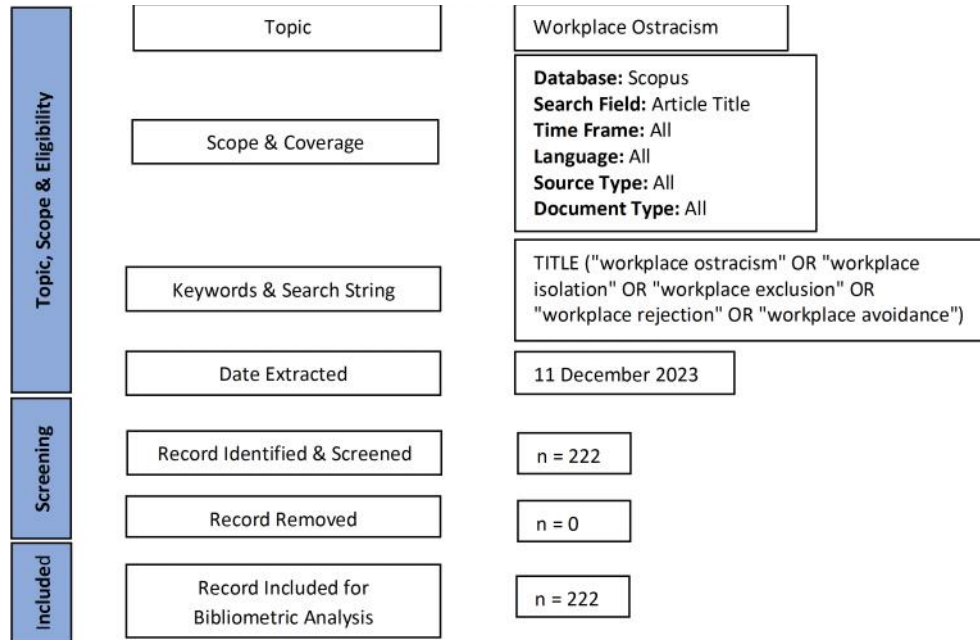 Topic, Scope & Eligibility
Topic
Workplace Ostracism
Scope & Coverage
Database: Scopus
Search Field: Article Title
Time Frame: All
Language: All
Source Type: All
Document Type: All
Keywords & Search String
TITLE ("workplace ostracism" OR "workplace
isolation" OR "workplace exclusion" OR
"workplace rejection" OR "workplace avoidance")
Date Extracted
11 December 2023
Screening
Record Identified & Screened
n = 222
Record Removed
n = 0
Included
Record Included for
Bibliometric Analysis
n = 222